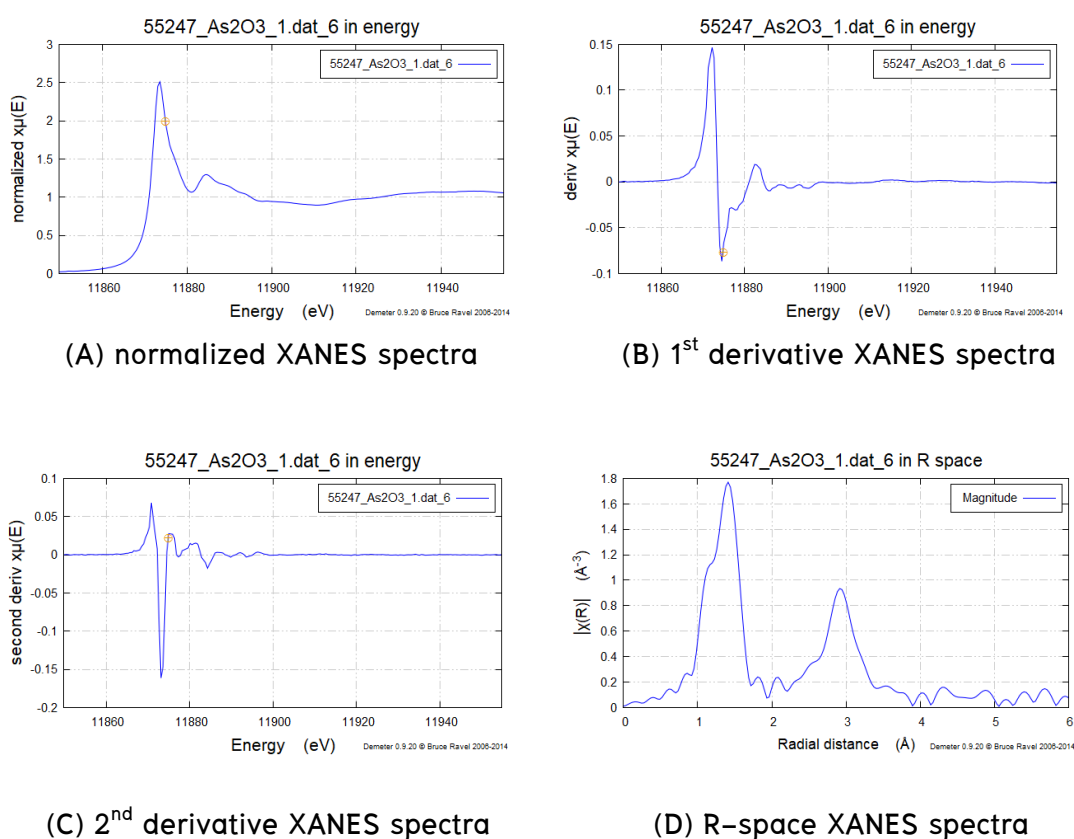 55247_As2O3_1.dat_6 in energy
55247_As2O3_1.dat_6
normalized xμ(E)
3
2.5
2
1.5
1
0.5
0
11860 11880 11900 11920 11940
Energy (eV)
Demeter 0.9.20 © Bruce Ravel 2006-2014
(A) normalized XANES spectra
55247_As2O3_1.dat_6 in energy
55247_As2O3_1.dat_6
deriv xμ(E)
0.15
0.1
0.05
0
-0.05
-0.1
11860 11880 11900 11920 11940
Energy (eV)
Demeter 0.9.20 © Bruce Ravel 2006-2014
(B) 1st derivative XANES spectra
55247_As2O3_1.dat_6 in energy
55247_As2O3_1.dat_6
second deriv xμ(E)
0.1
0.05
0
-0.05
-0.1
-0.15
-0.2
11860 11880 11900 11920 11940
Energy (eV)
Demeter 0.9.20 © Bruce Ravel 2006-2014
(C) 2nd derivative XANES spectra
55247_As2O3_1.dat_6 in R space
Magnitude
|χ(R)| (Å-3)
1.8
1.6
1.4
1.2
1
0.8
0.6
0.4
0.2
0
0 1 2 3 4 5 6
Radial distance (Å)
Demeter 0.9.20 © Bruce Ravel 2006-2014
(D) R-space XANES spectra